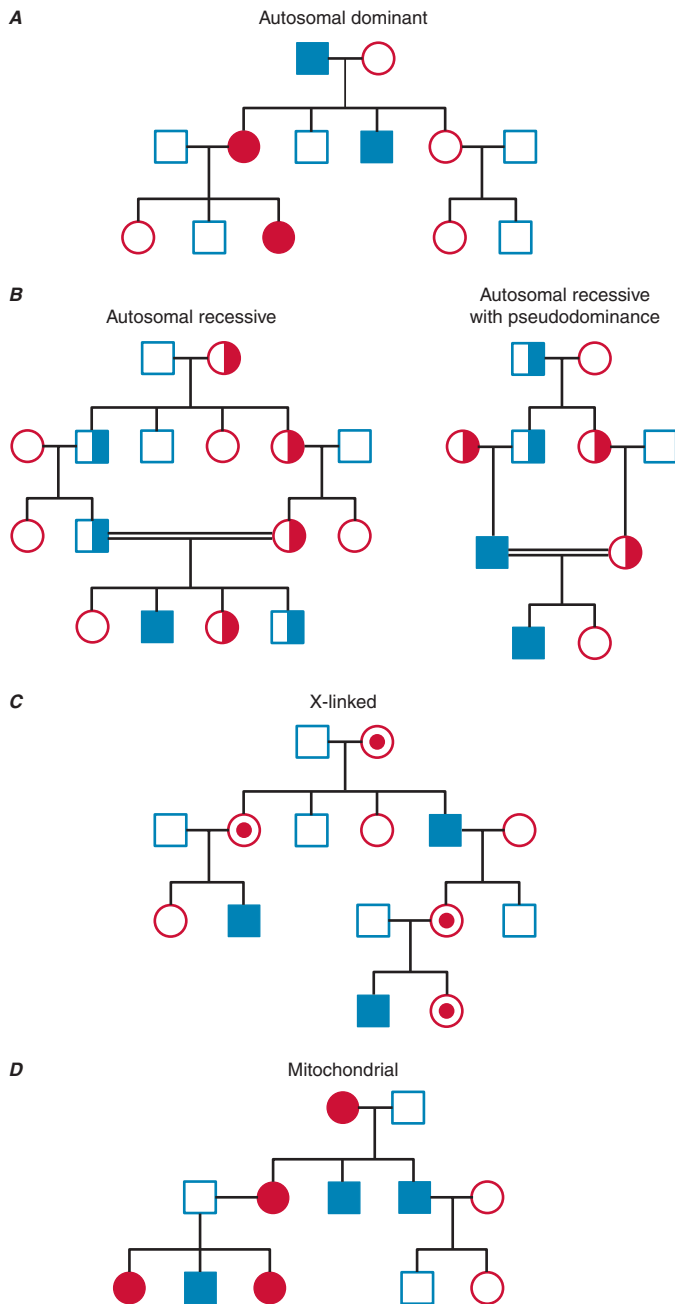 A
Autosomal dominant
B
Autosomal recessive
Autosomal recessive
with pseudodominance
C
X-linked
D
Mitochondrial